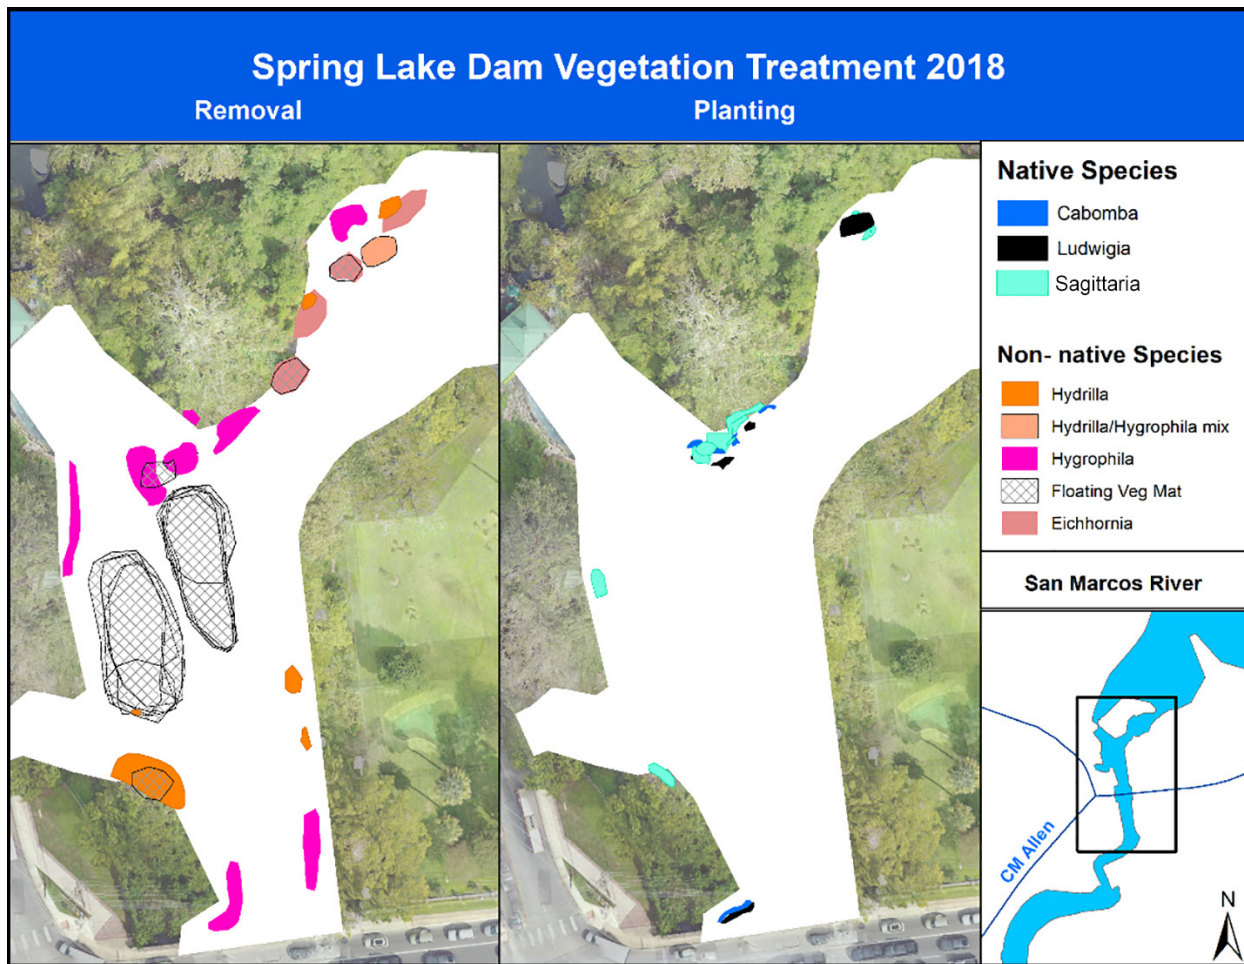 Spring Lake Dam Vegetation Treatment 2018
Removal
Planting
Native Species
Cabomba
Ludwigia
Sagittaria
Non- native Species
Hydrilla
Hydrilla/Hygrophila mix
Hygrophila
Floating Veg Mat
Eichhornia
San Marcos River
CM Allen
N